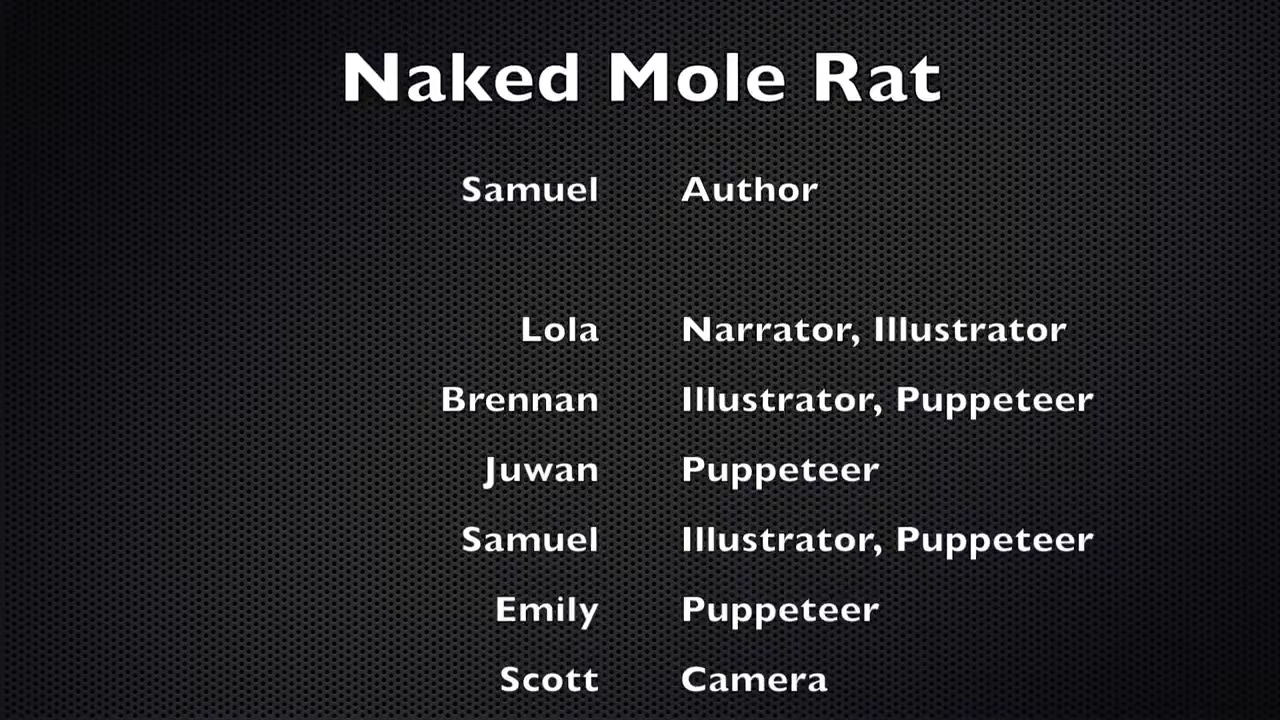 Naked Mole Rat
Samuel Author
Lola Narrator, Illustrator
Brennan Illustrator, Puppeteer
Juwan Puppeteer
Samuel Illustrator, Puppeteer
Emily Puppeteer
Scott Camera